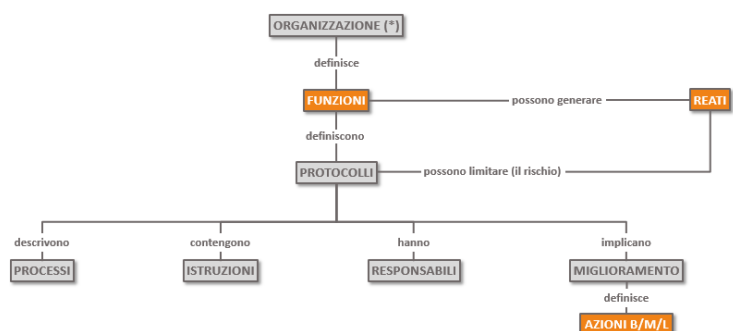 ORGANIZZAZIONE (*)
definisce
FUNZIONI
possono generare
REATI
definiscono
PROTOCOLLI
possono limitare (il rischio)
descrivono
contengono
hanno
implicano
PROCESSI
ISTRUZIONI
RESPONSABILI
MIGLIORAMENTO
definisce
AZIONI B/M/L